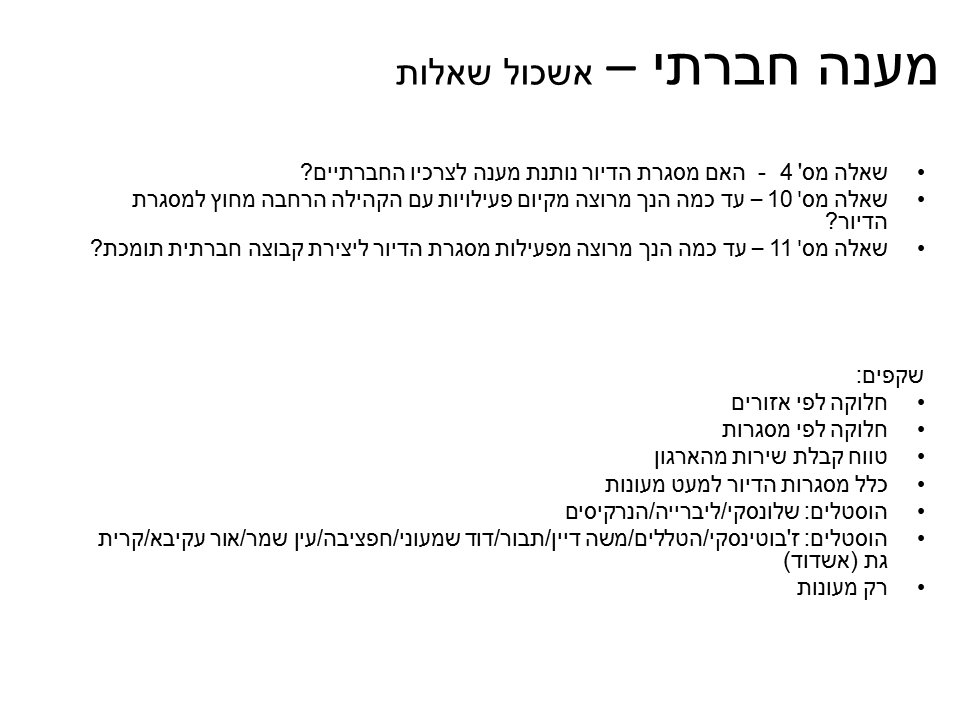 מענה חברתי – אשכול שאלות
• שאלה מס' 4 - האם מסגרת הדיור נותנת מענה לצרכיו החברתיים?
• שאלה מס' 10 – עד כמה הנך מרוצה מקיום פעילויות עם הקהילה הרחבה מחוץ למסגרת
הדיור?
• שאלה מס' 11 – עד כמה הנך מרוצה מפעילות מסגרת הדיור ליצירת קבוצה חברתית תומכת?
שקפים:
• חלוקה לפי אזורים
• חלוקה לפי מסגרות
• טווח קבלת שירות מהארגון
• כלל מסגרות הדיור למעט מעונות
• הוסטלים: שלונסקי/ליברייה/הנרקיסים
• הוסטלים: ז'בוטינסקי/הטללים/משה דיין/תבור/דוד שמעוני/חפציבה/עין שמר/אור עקיבא/קרית
גת (אשדוד)
• רק מעונות